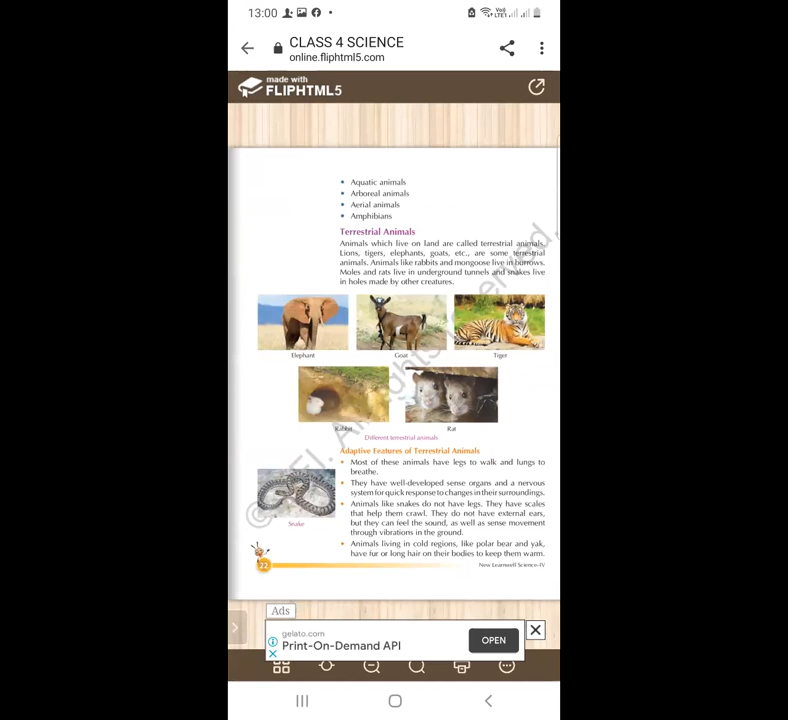 13:00
Vo)) LTE1
CLASS 4 SCIENCE
online.fliphtml5.com
made with
FLIPHTML5
• Aquatic animals
• Arboreal animals
• Aerial animals
• Amphibians
Terrestrial Animals
Animals which live on land are called terrestrial animals.
Lions, tigers, elephants, goats, etc., are some terrestrial
animals. Animals like rabbits and mongoose live in burrows.
Moles and rats live in underground tunnels and snakes live
in holes made by other creatures.
Elephant
Goat
Tiger
Rabbit
Rat
Different terrestrial animals
Adaptive Features of Terrestrial Animals
• Most of these animals have legs to walk and lungs to
breathe.
• They have well-developed sense organs and a nervous
system for quick response to changes in their surroundings.
• Animals like snakes do not have legs. They have scales
that help them crawl. They do not have external ears,
but they can feel the sound, as well as sense movement
through vibrations in the ground.
Snake
• Animals living in cold regions, like polar bear and yak,
have fur or long hair on their bodies to keep them warm.
22
New Learnwell Science–IV
All Rights Reserved.
Ads
gelato.com
Print-On-Demand API
OPEN